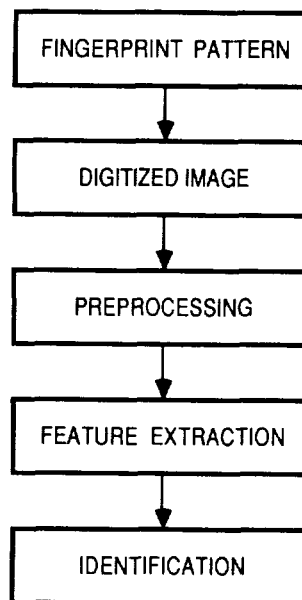 FINGERPRINT PATTERN
DIGITIZED IMAGE
PREPROCESSING
FEATURE EXTRACTION
IDENTIFICATION